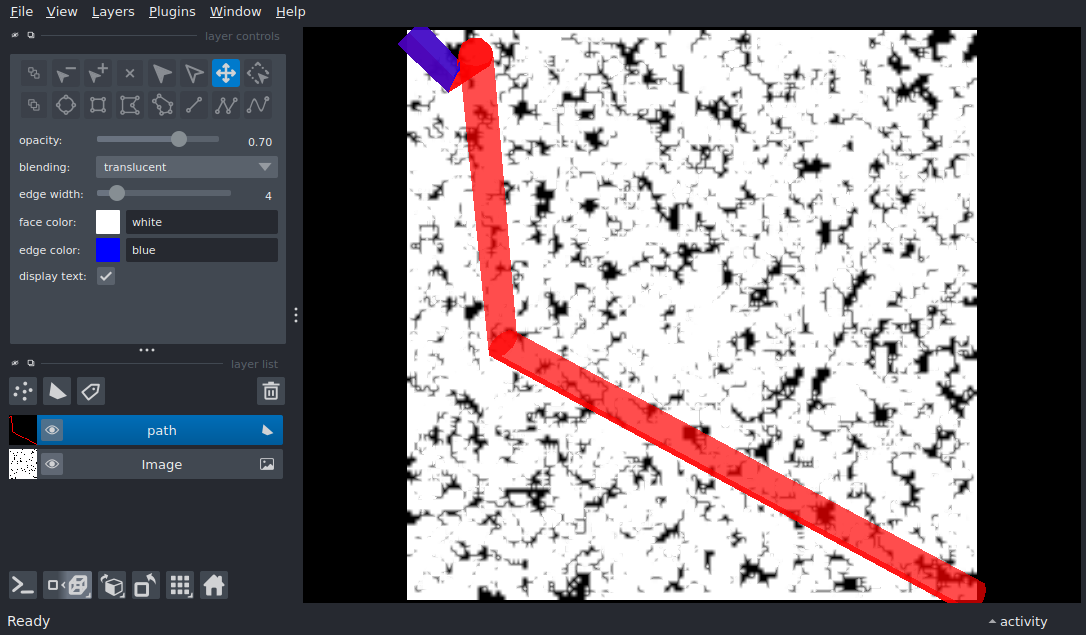 File View Layers Plugins Window Help
layer controls
opacity: 0.70
blending: translucent
edge width: 4
face color: white
edge color: blue
display text:
layer list
path
Image
Ready
activity